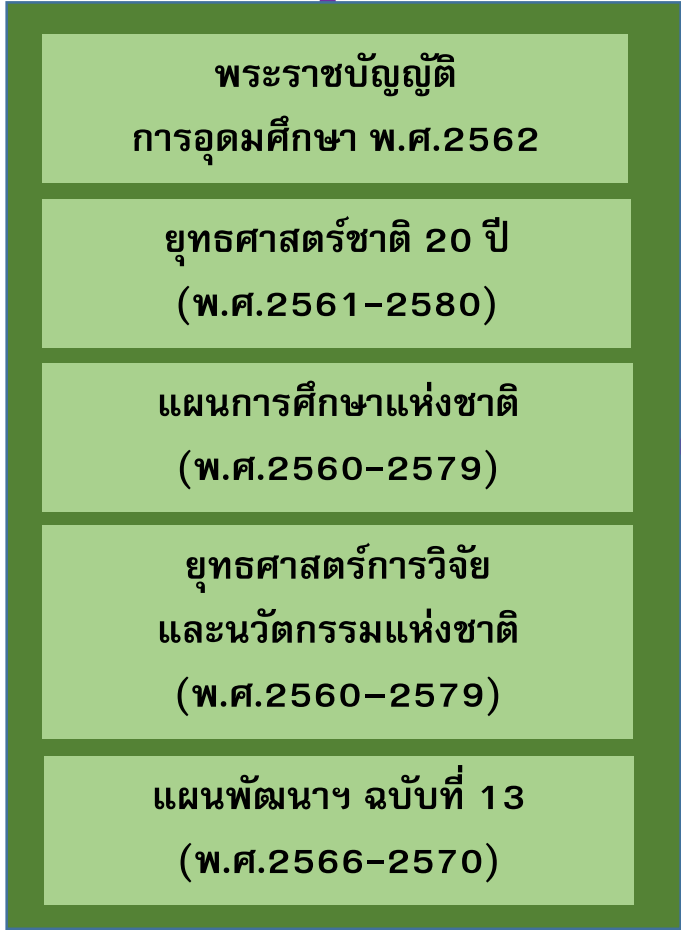 พระราชบัญญัติ
การอุดมศึกษา พ.ศ.2562
ยุทธศาสตร์ชาติ 20 ปี
(พ.ศ.2561–2580)
แผนการศึกษาแห่งชาติ
(พ.ศ.2560–2579)
ยุทธศาสตร์การวิจัย
และนวัตกรรมแห่งชาติ
(พ.ศ.2560–2579)
แผนพัฒนาฯ ฉบับที่ 13
(พ.ศ.2566–2570)